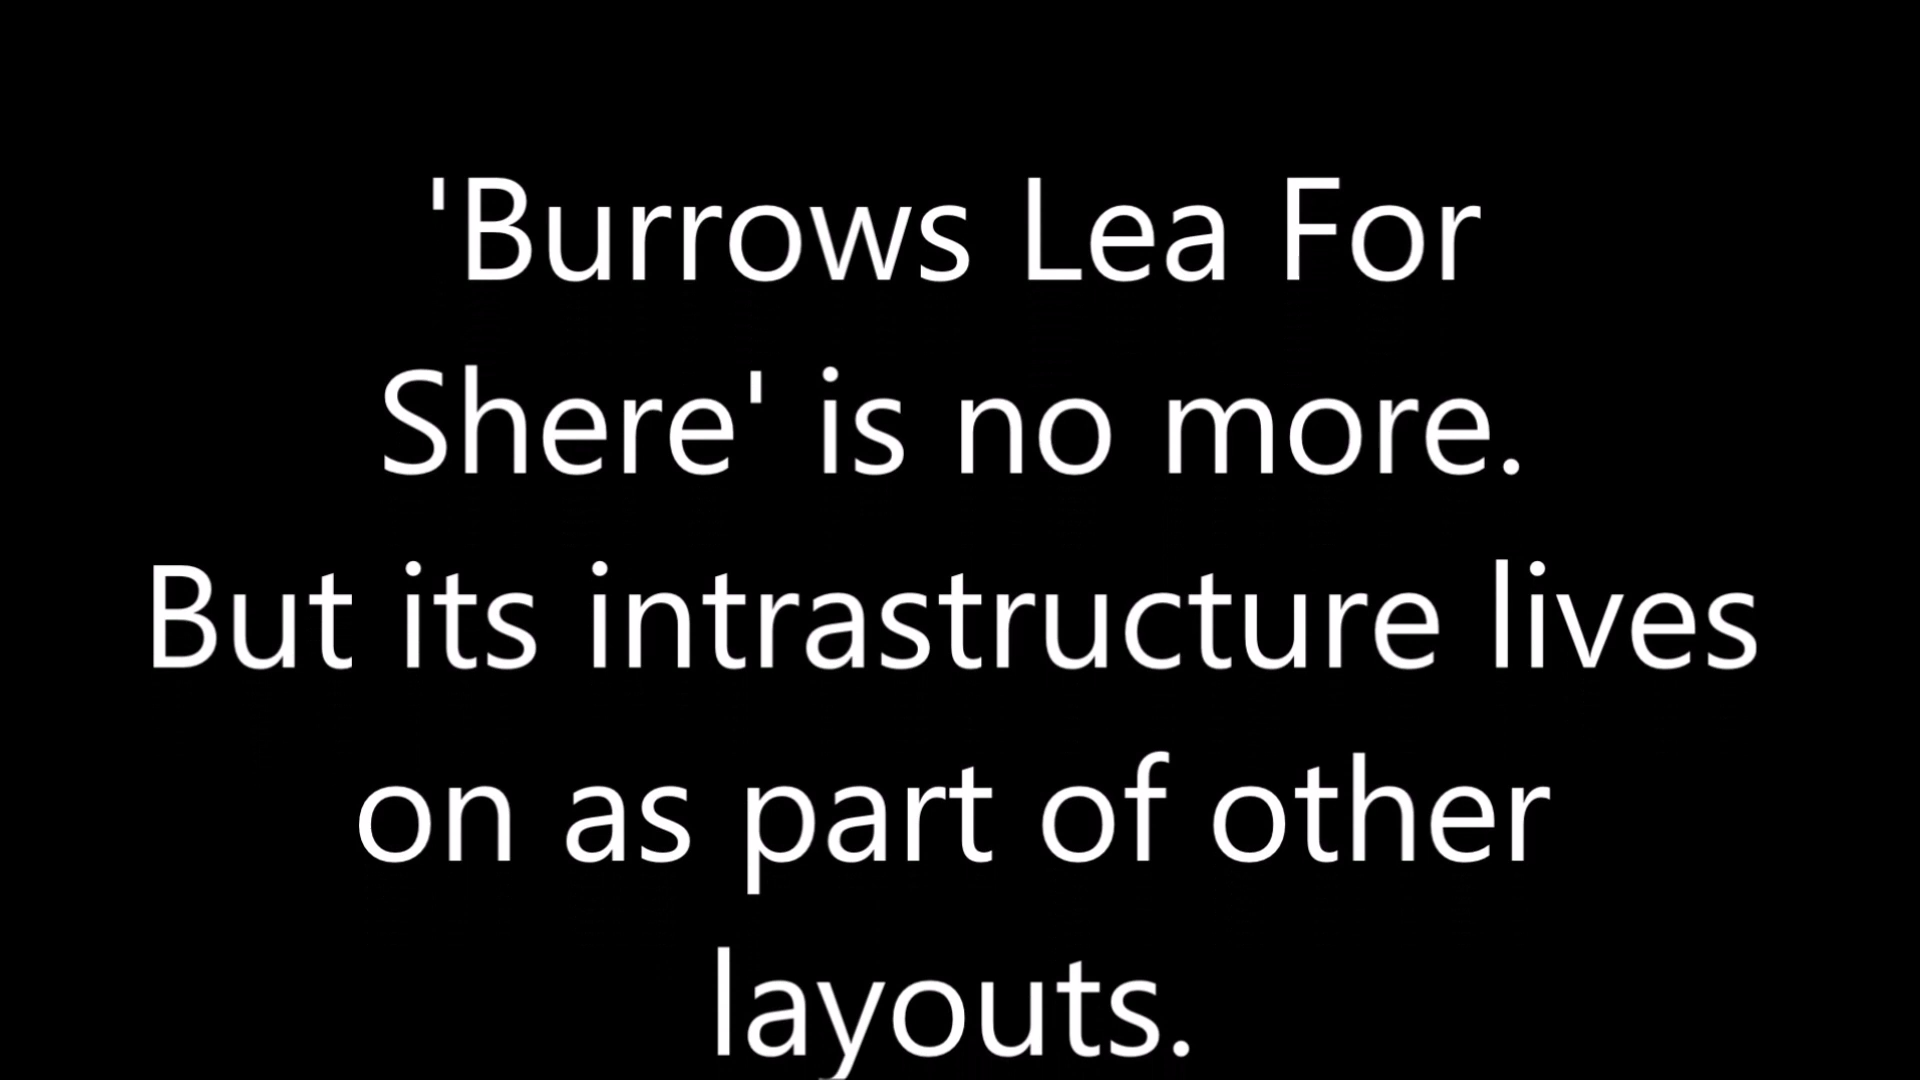 'Burrows Lea For
Shere' is no more.
But its intrastructure lives
on as part of other
layouts.